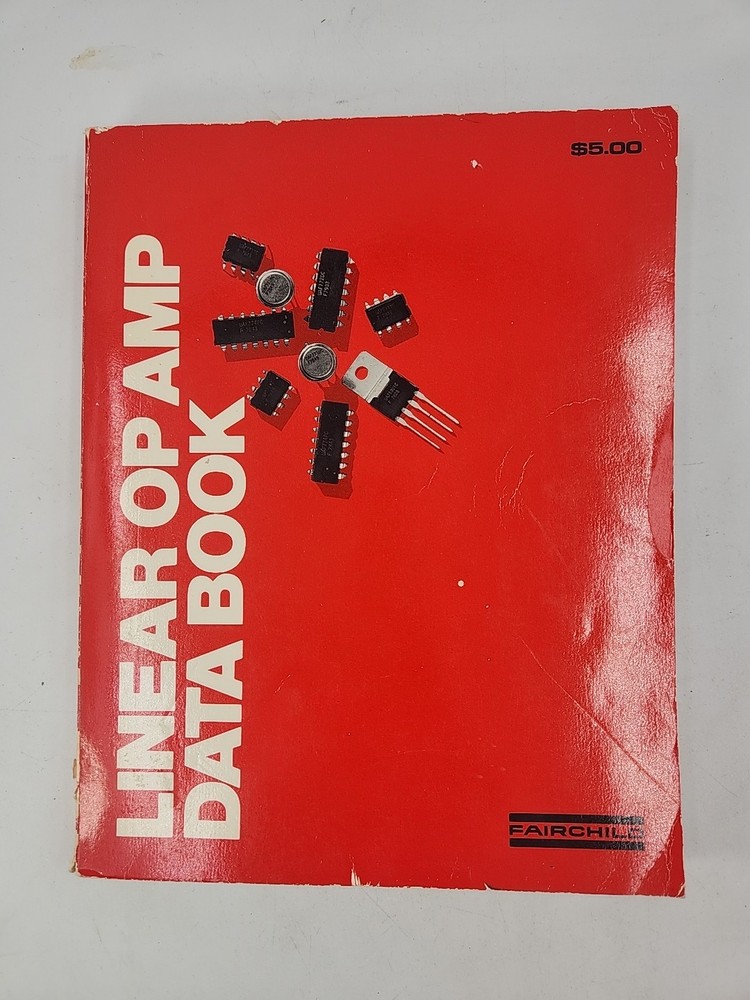 $5.00
LINEAR OP AMP
DATA BOOK
FAIRCHILD